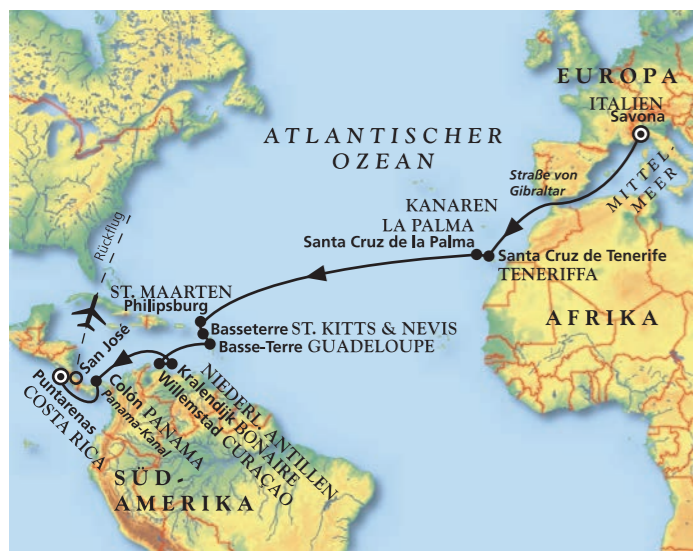 EUROPA
ITALIEN
Savona
ATLANTISCHER
OZEAN
Straße von
Gibraltar
MITTEL-
MEER
KANAREN
LA PALMA
Santa Cruz de la Palma
Santa Cruz de Tenerife
TENERIFFA
Rückflug
ST. MAARTEN
Philipsburg
AFRIKA
Basseterre ST. KITTS & NEVIS
Basse-Terre GUADELOUPE
San José
Puntarenas
COSTA RICA
Colón PANAMA
Panama-Kanal
NIEDERL. ANTILLEN
Kralendijk BONAIRE
Willemstad CURAÇAO
SÜD-
AMERIKA